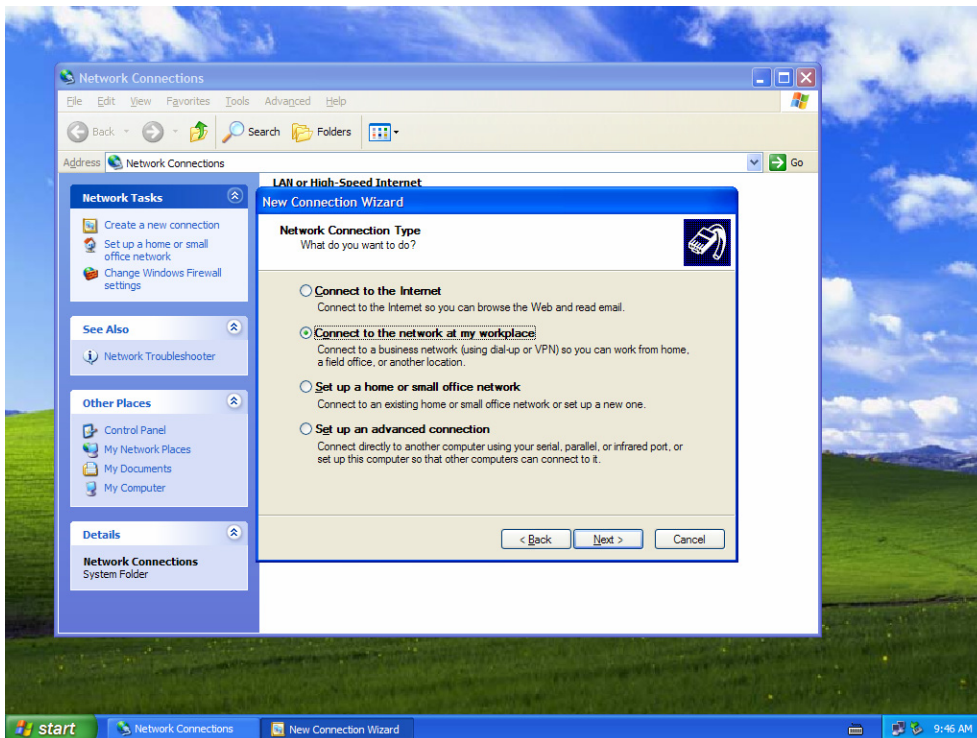 Network Connections
File Edit View Favorites Tools Advanced Help
Back Search Folders
Address Network Connections Go
LAN or High-Speed Internet
Network Tasks
Create a new connection
Set up a home or small
office network
Change Windows Firewall
settings
See Also
Network Troubleshooter
Other Places
Control Panel
My Network Places
My Documents
My Computer
Details
Network Connections
System Folder
New Connection Wizard
Network Connection Type
What do you want to do?
Connect to the Internet
Connect to the Internet so you can browse the Web and read email.
Connect to the network at my workplace
Connect to a business network (using dial-up or VPN) so you can work from home,
a field office, or another location.
Set up a home or small office network
Connect to an existing home or small office network or set up a new one.
Set up an advanced connection
Connect directly to another computer using your serial, parallel, or infrared port, or
set up this computer so that other computers can connect to it.
< Back Next > Cancel
start Network Connections New Connection Wizard 9:46 AM